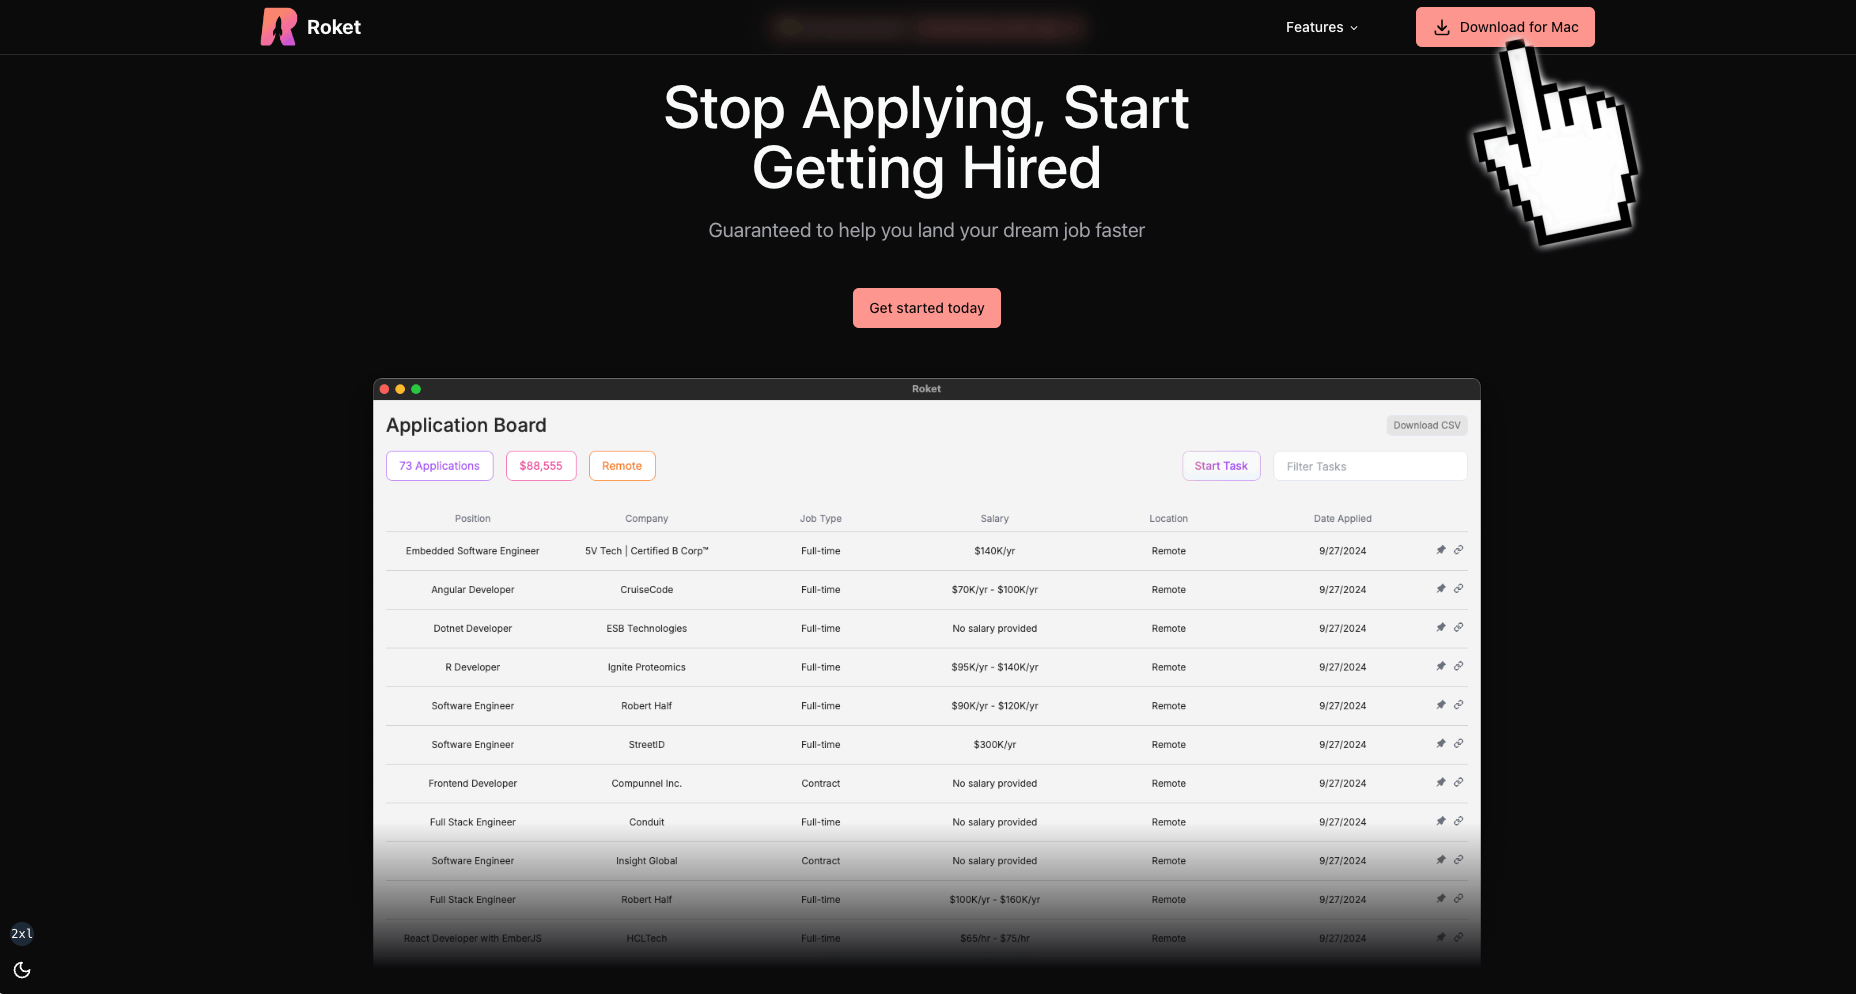 Roket
Features
Download for Mac
Stop Applying, Start
Getting Hired
Guaranteed to help you land your dream job faster
Get started today
Roket
Application Board
Download CSV
73 Applications
$88,555
Remote
Start Task
Filter Tasks
Position Company Job Type Salary Location Date Applied
Embedded Software Engineer 5V Tech | Certified B Corp™ Full-time $140K/yr Remote 9/27/2024
Angular Developer CruiseCode Full-time $70K/yr - $100K/yr Remote 9/27/2024
Dotnet Developer ESB Technologies Full-time No salary provided Remote 9/27/2024
R Developer Ignite Proteomics Full-time $95K/yr - $140K/yr Remote 9/27/2024
Software Engineer Robert Half Full-time $90K/yr - $120K/yr Remote 9/27/2024
Software Engineer StreetID Full-time $300K/yr Remote 9/27/2024
Frontend Developer Compunnel Inc. Contract No salary provided Remote 9/27/2024
Full Stack Engineer Conduit Full-time No salary provided Remote 9/27/2024
Software Engineer Insight Global Contract No salary provided Remote 9/27/2024
Full Stack Engineer Robert Half Full-time $100K/yr - $160K/yr Remote 9/27/2024
React Developer with EmberJS HCLTech Full-time $65/hr - $75/hr Remote 9/27/2024
2xl